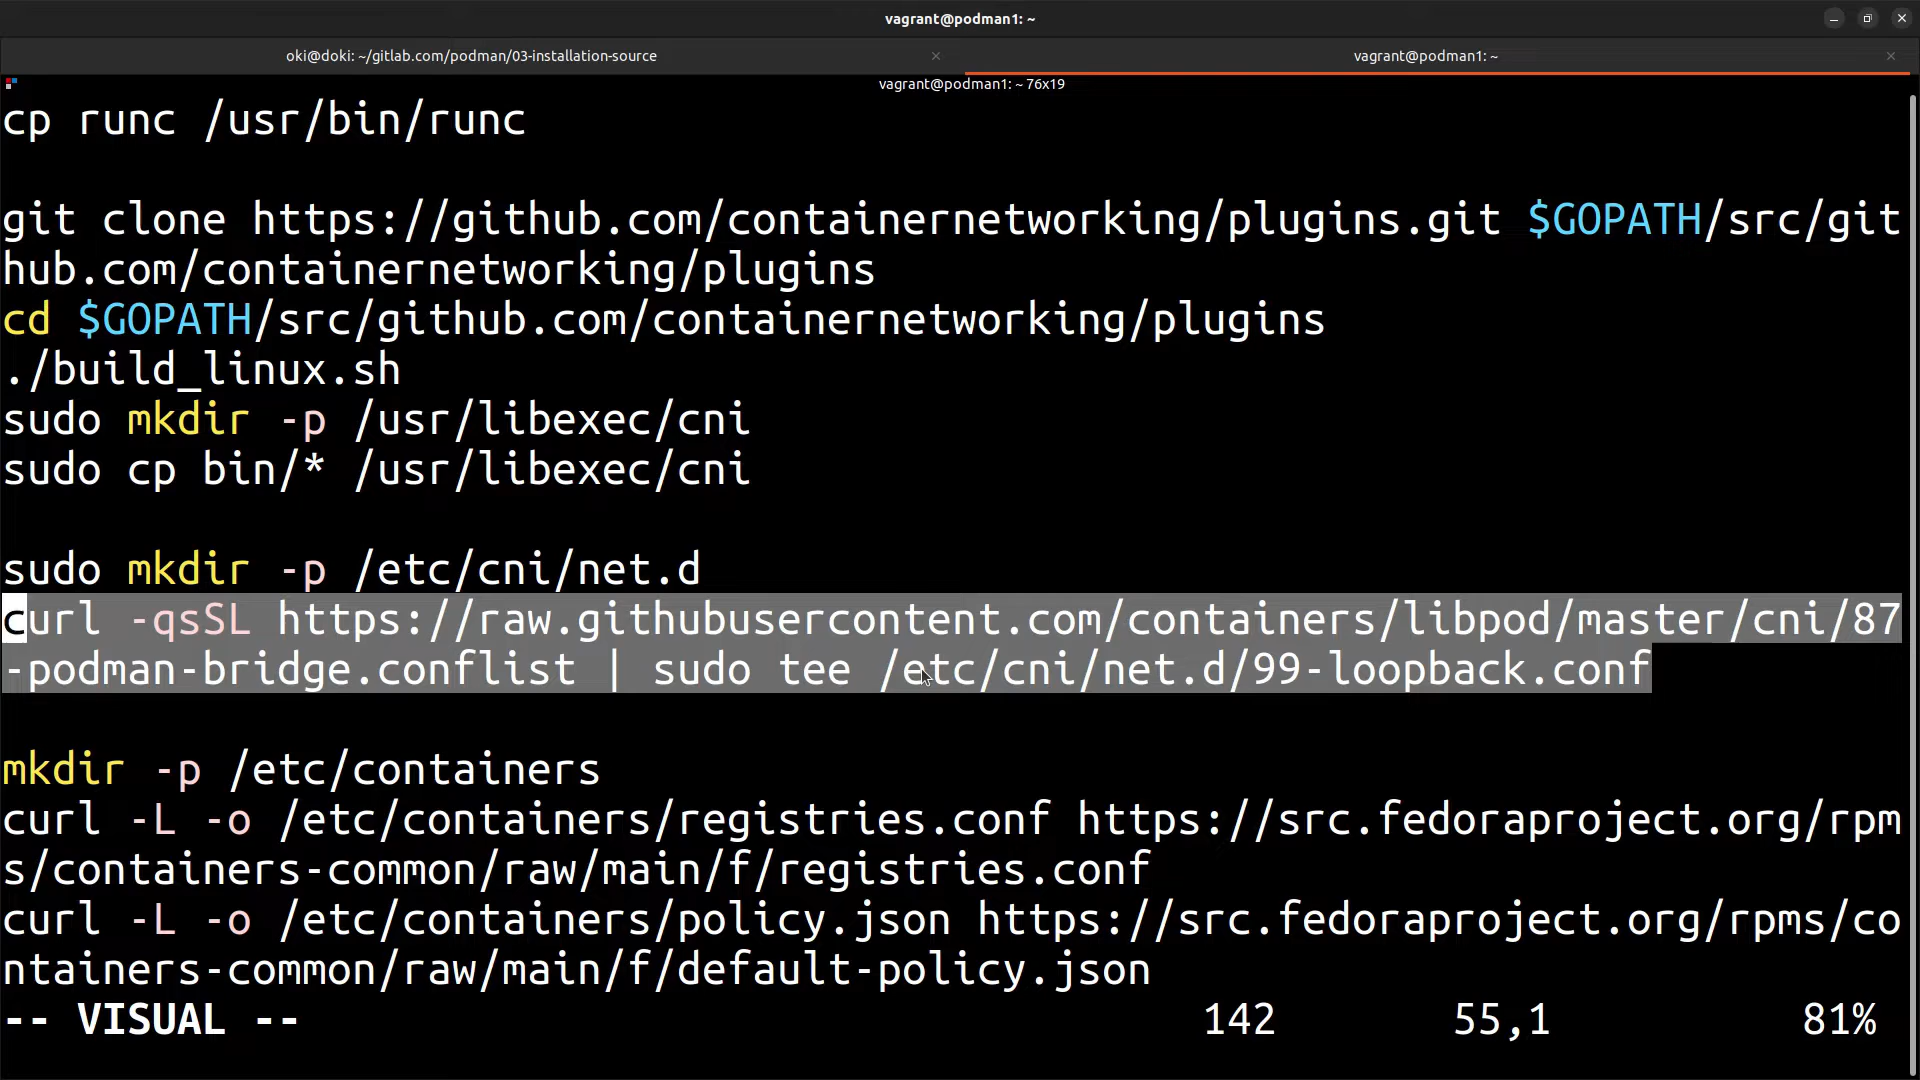 vagrant@podman1: ~
oki@doki: ~/gitlab.com/podman/03-installation-source
vagrant@podman1: ~
vagrant@podman1: ~ 76x19
cp runc /usr/bin/runc
git clone https://github.com/containernetworking/plugins.git $GOPATH/src/git
hub.com/containernetworking/plugins
cd $GOPATH/src/github.com/containernetworking/plugins
./build_linux.sh
sudo mkdir -p /usr/libexec/cni
sudo cp bin/* /usr/libexec/cni
sudo mkdir -p /etc/cni/net.d
curl -qsSL https://raw.githubusercontent.com/containers/libpod/master/cni/87
-podman-bridge.conflist | sudo tee /etc/cni/net.d/99-loopback.conf
mkdir -p /etc/containers
curl -L -o /etc/containers/registries.conf https://src.fedoraproject.org/rpm
s/containers-common/raw/main/f/registries.conf
curl -L -o /etc/containers/policy.json https://src.fedoraproject.org/rpms/co
ntainers-common/raw/main/f/default-policy.json
-- VISUAL -- 142 55,1 81%